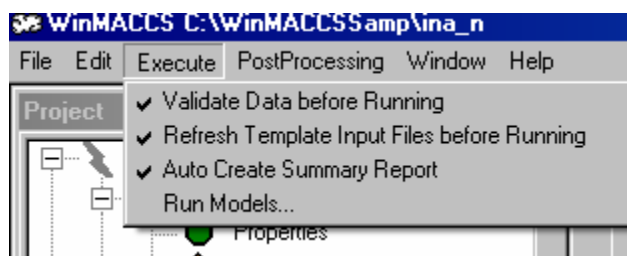 WinMACCS C:\WinMACCSSamp\ina_n
File Edit Execute PostProcessing Window Help
Project
Validate Data before Running
Refresh Template Input Files before Running
Auto Create Summary Report
Run Models...
Properties